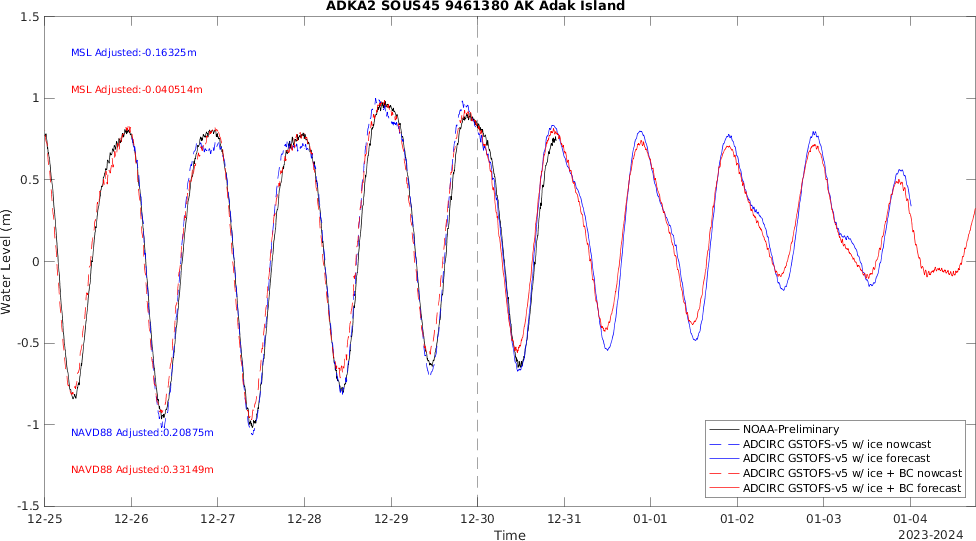 ADKA2 SOUS45 9461380 AK Adak Island
1.5
1
0.5
0
-0.5
-1
-1.5
Water Level (m)
MSL Adjusted:-0.16325m
MSL Adjusted:-0.040514m
NAVD88 Adjusted:0.20875m
NAVD88 Adjusted:0.33149m
NOAA-Preliminary
ADCIRC GSTOFS-v5 w/ ice nowcast
ADCIRC GSTOFS-v5 w/ ice forecast
ADCIRC GSTOFS-v5 w/ ice + BC nowcast
ADCIRC GSTOFS-v5 w/ ice + BC forecast
12-25 12-26 12-27 12-28 12-29 12-30 12-31 01-01 01-02 01-03 01-04
Time
2023-2024